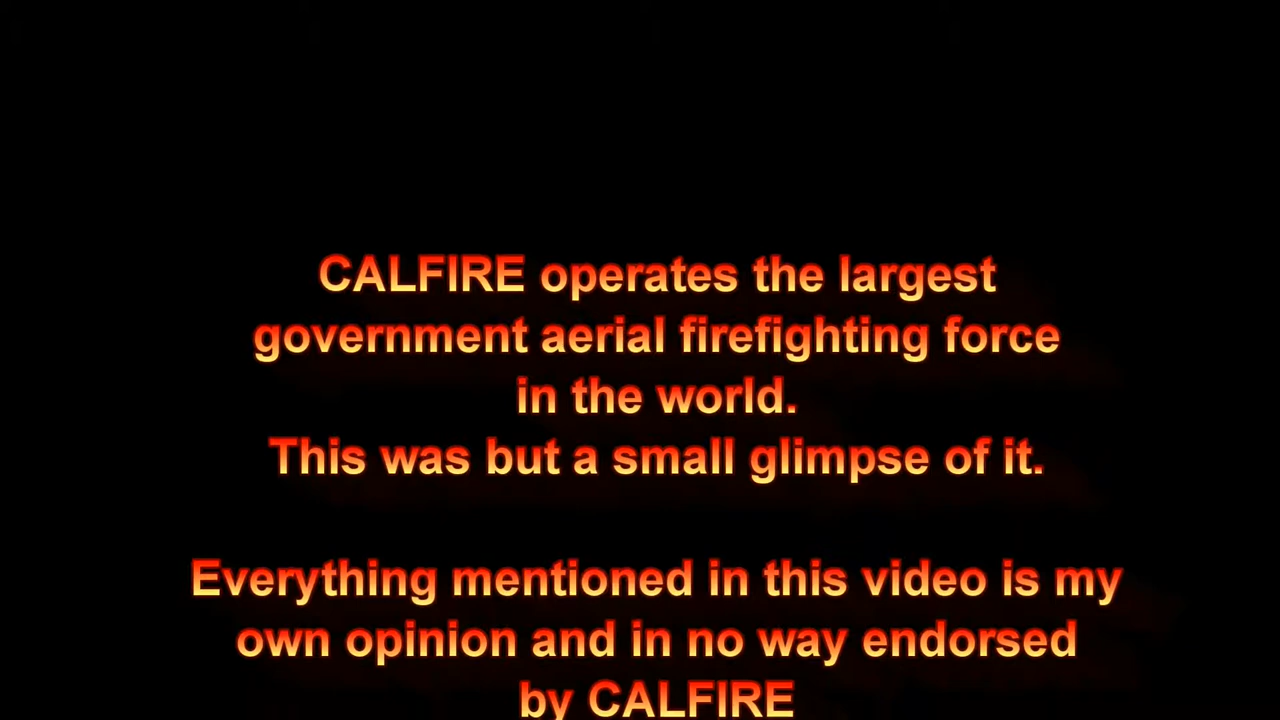 CALFIRE operates the largest
government aerial firefighting force
in the world.
This was but a small glimpse of it.
Everything mentioned in this video is my
own opinion and in no way endorsed
by CALFIRE